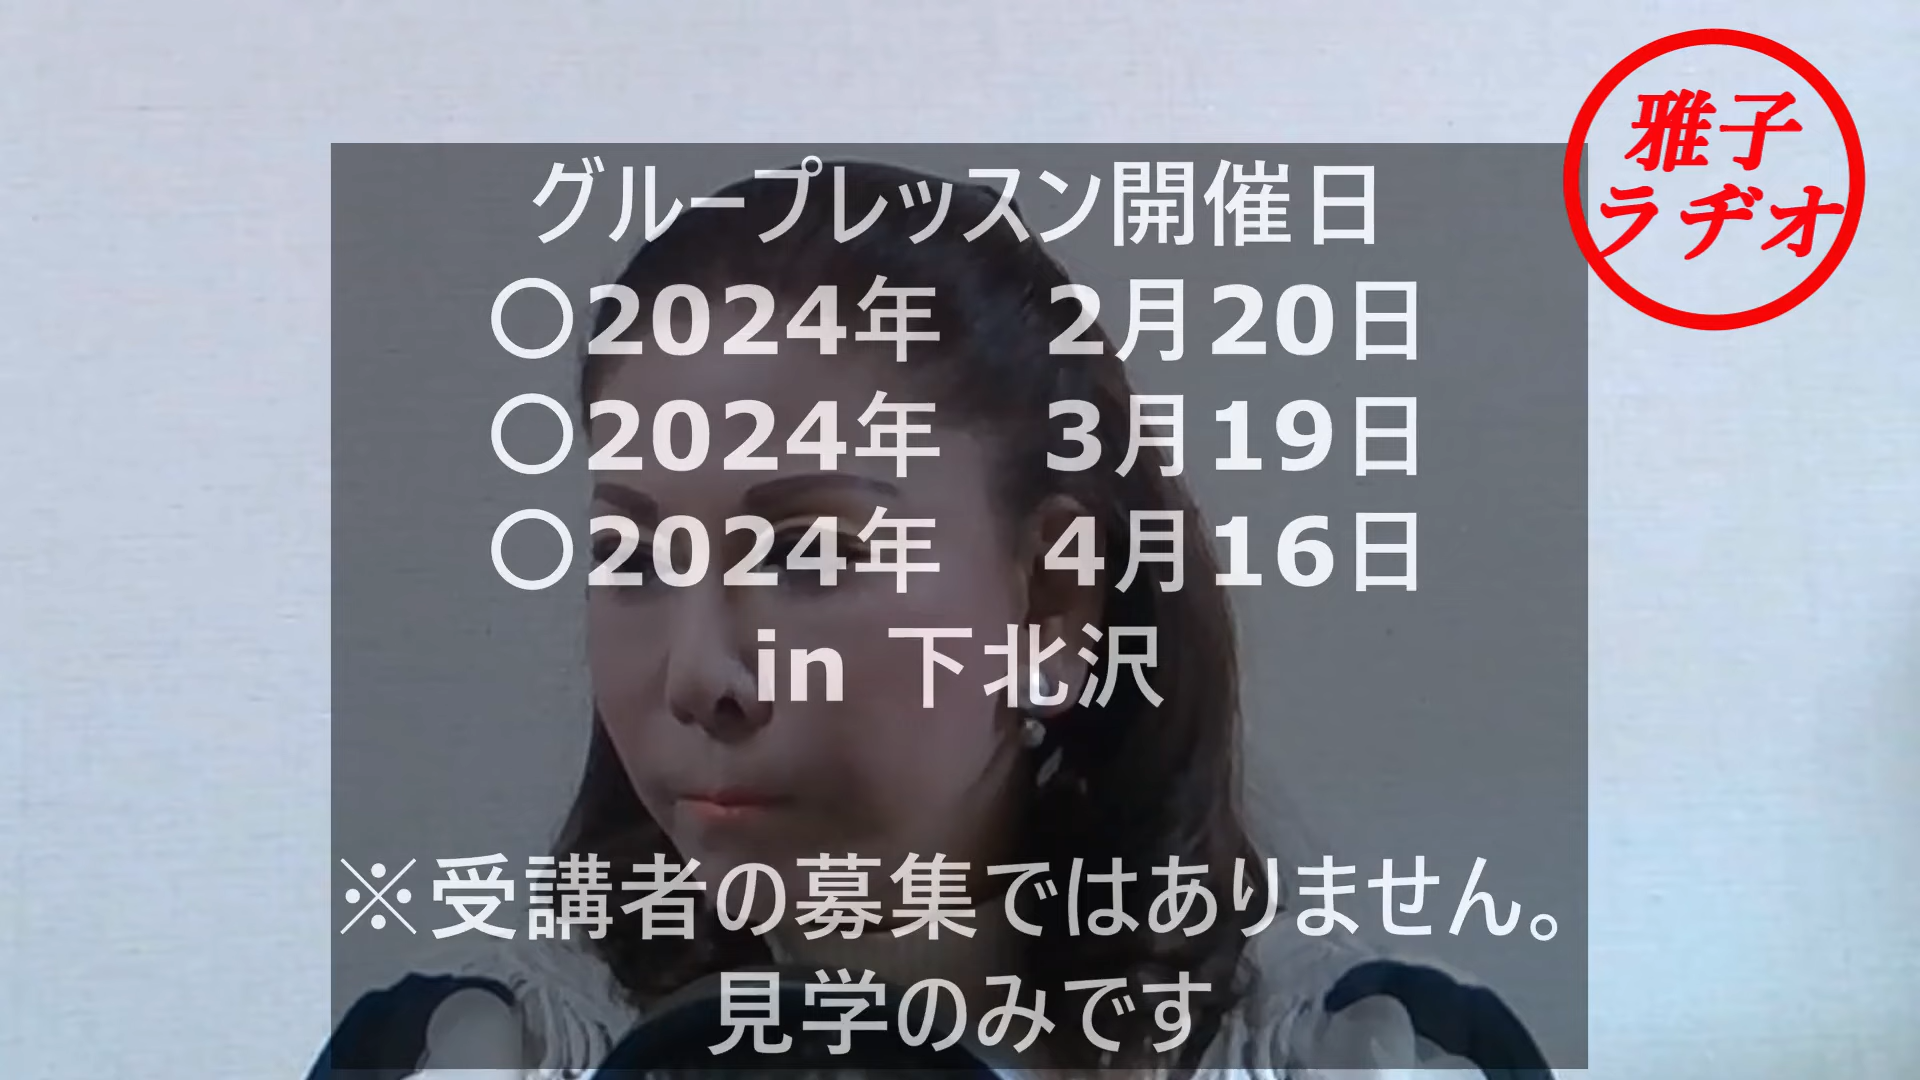 雅子
ラヂオ
グループレッスン開催日
〇2024年　2月20日
〇2024年　3月19日
〇2024年　4月16日
in 下北沢
※受講者の募集ではありません。
見学のみです